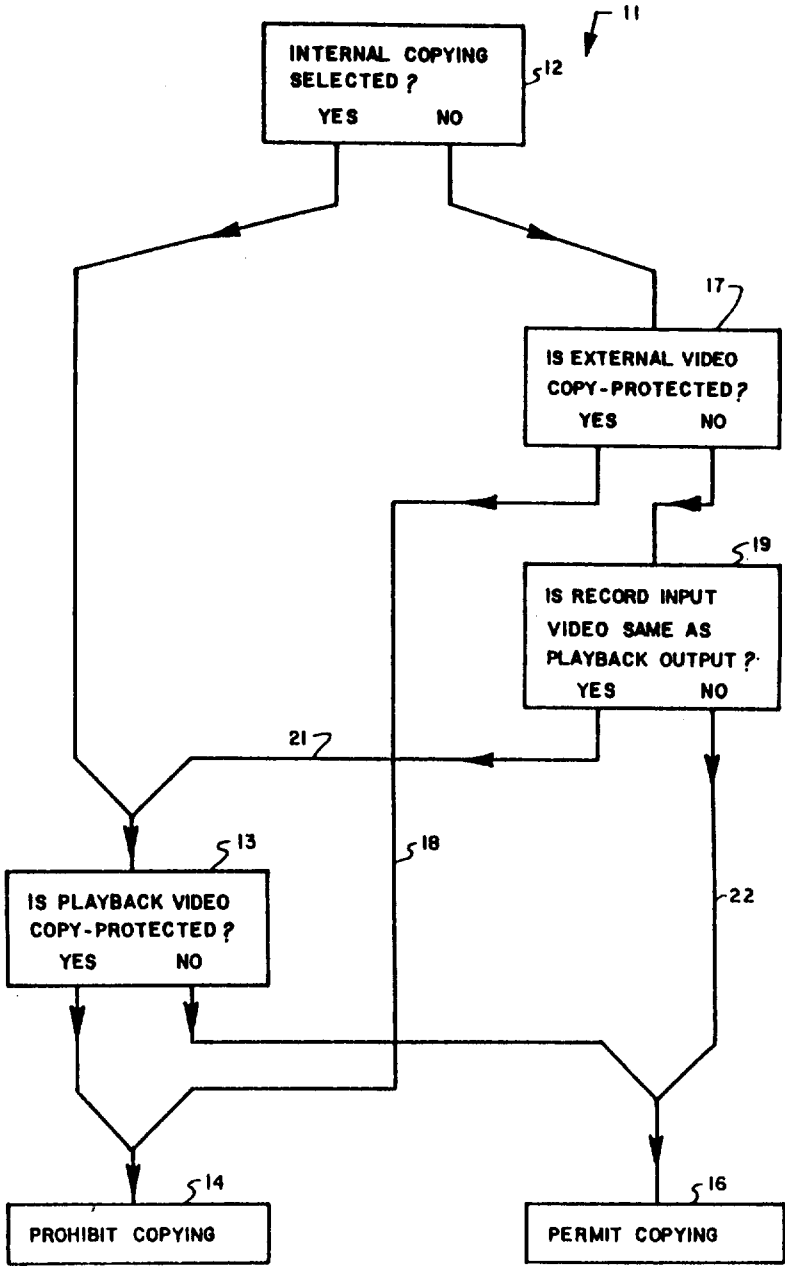 11
INTERNAL COPYING
SELECTED?
YES NO
12
17
IS EXTERNAL VIDEO
COPY-PROTECTED?
YES NO
19
IS RECORD INPUT
VIDEO SAME AS
PLAYBACK OUTPUT?
YES NO
21
18
22
13
IS PLAYBACK VIDEO
COPY-PROTECTED?
YES NO
14
PROHIBIT COPYING
16
PERMIT COPYING